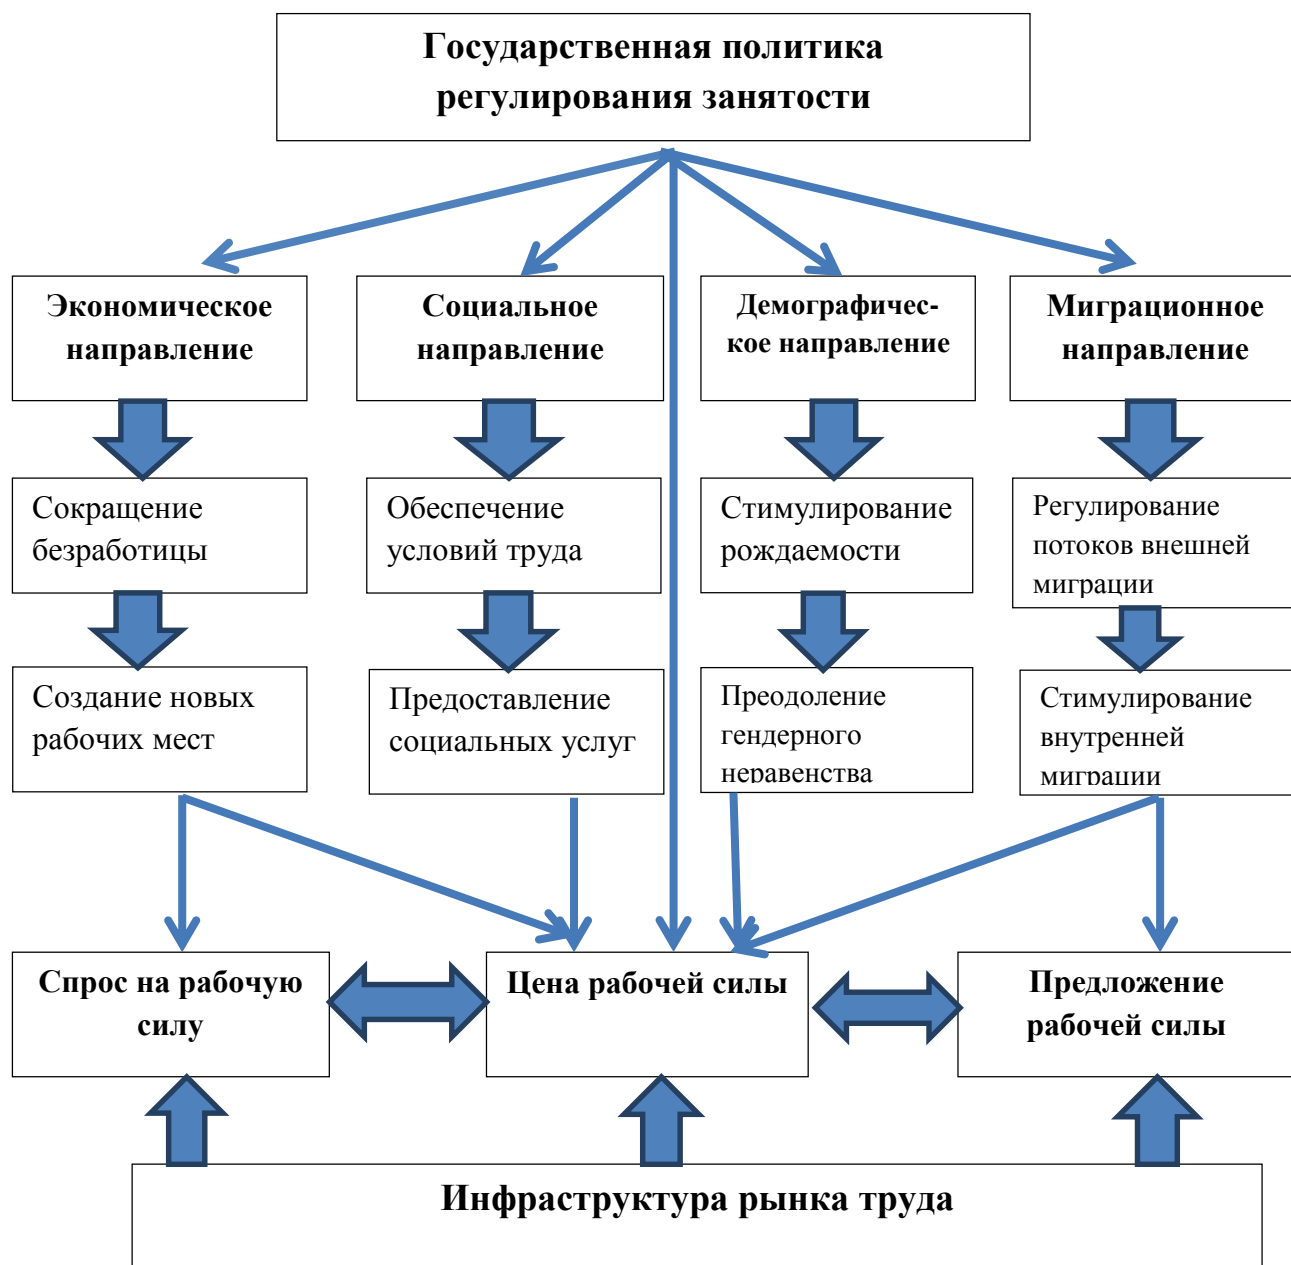 Государственная политика
регулирования занятости
Экономическое
направление
Социальное
направление
Демографичес-
кое направление
Миграционное
направление
Сокращение
безработицы
Обеспечение
условий труда
Стимулирование
рождаемости
Регулирование
потоков внешней
миграции
Создание новых
рабочих мест
Предоставление
социальных услуг
Преодоление
гендерного
неравенства
Стимулирование
внутренней
миграции
Спрос на рабочую
силу
Цена рабочей силы
Предложение
рабочей силы
Инфраструктура рынка труда